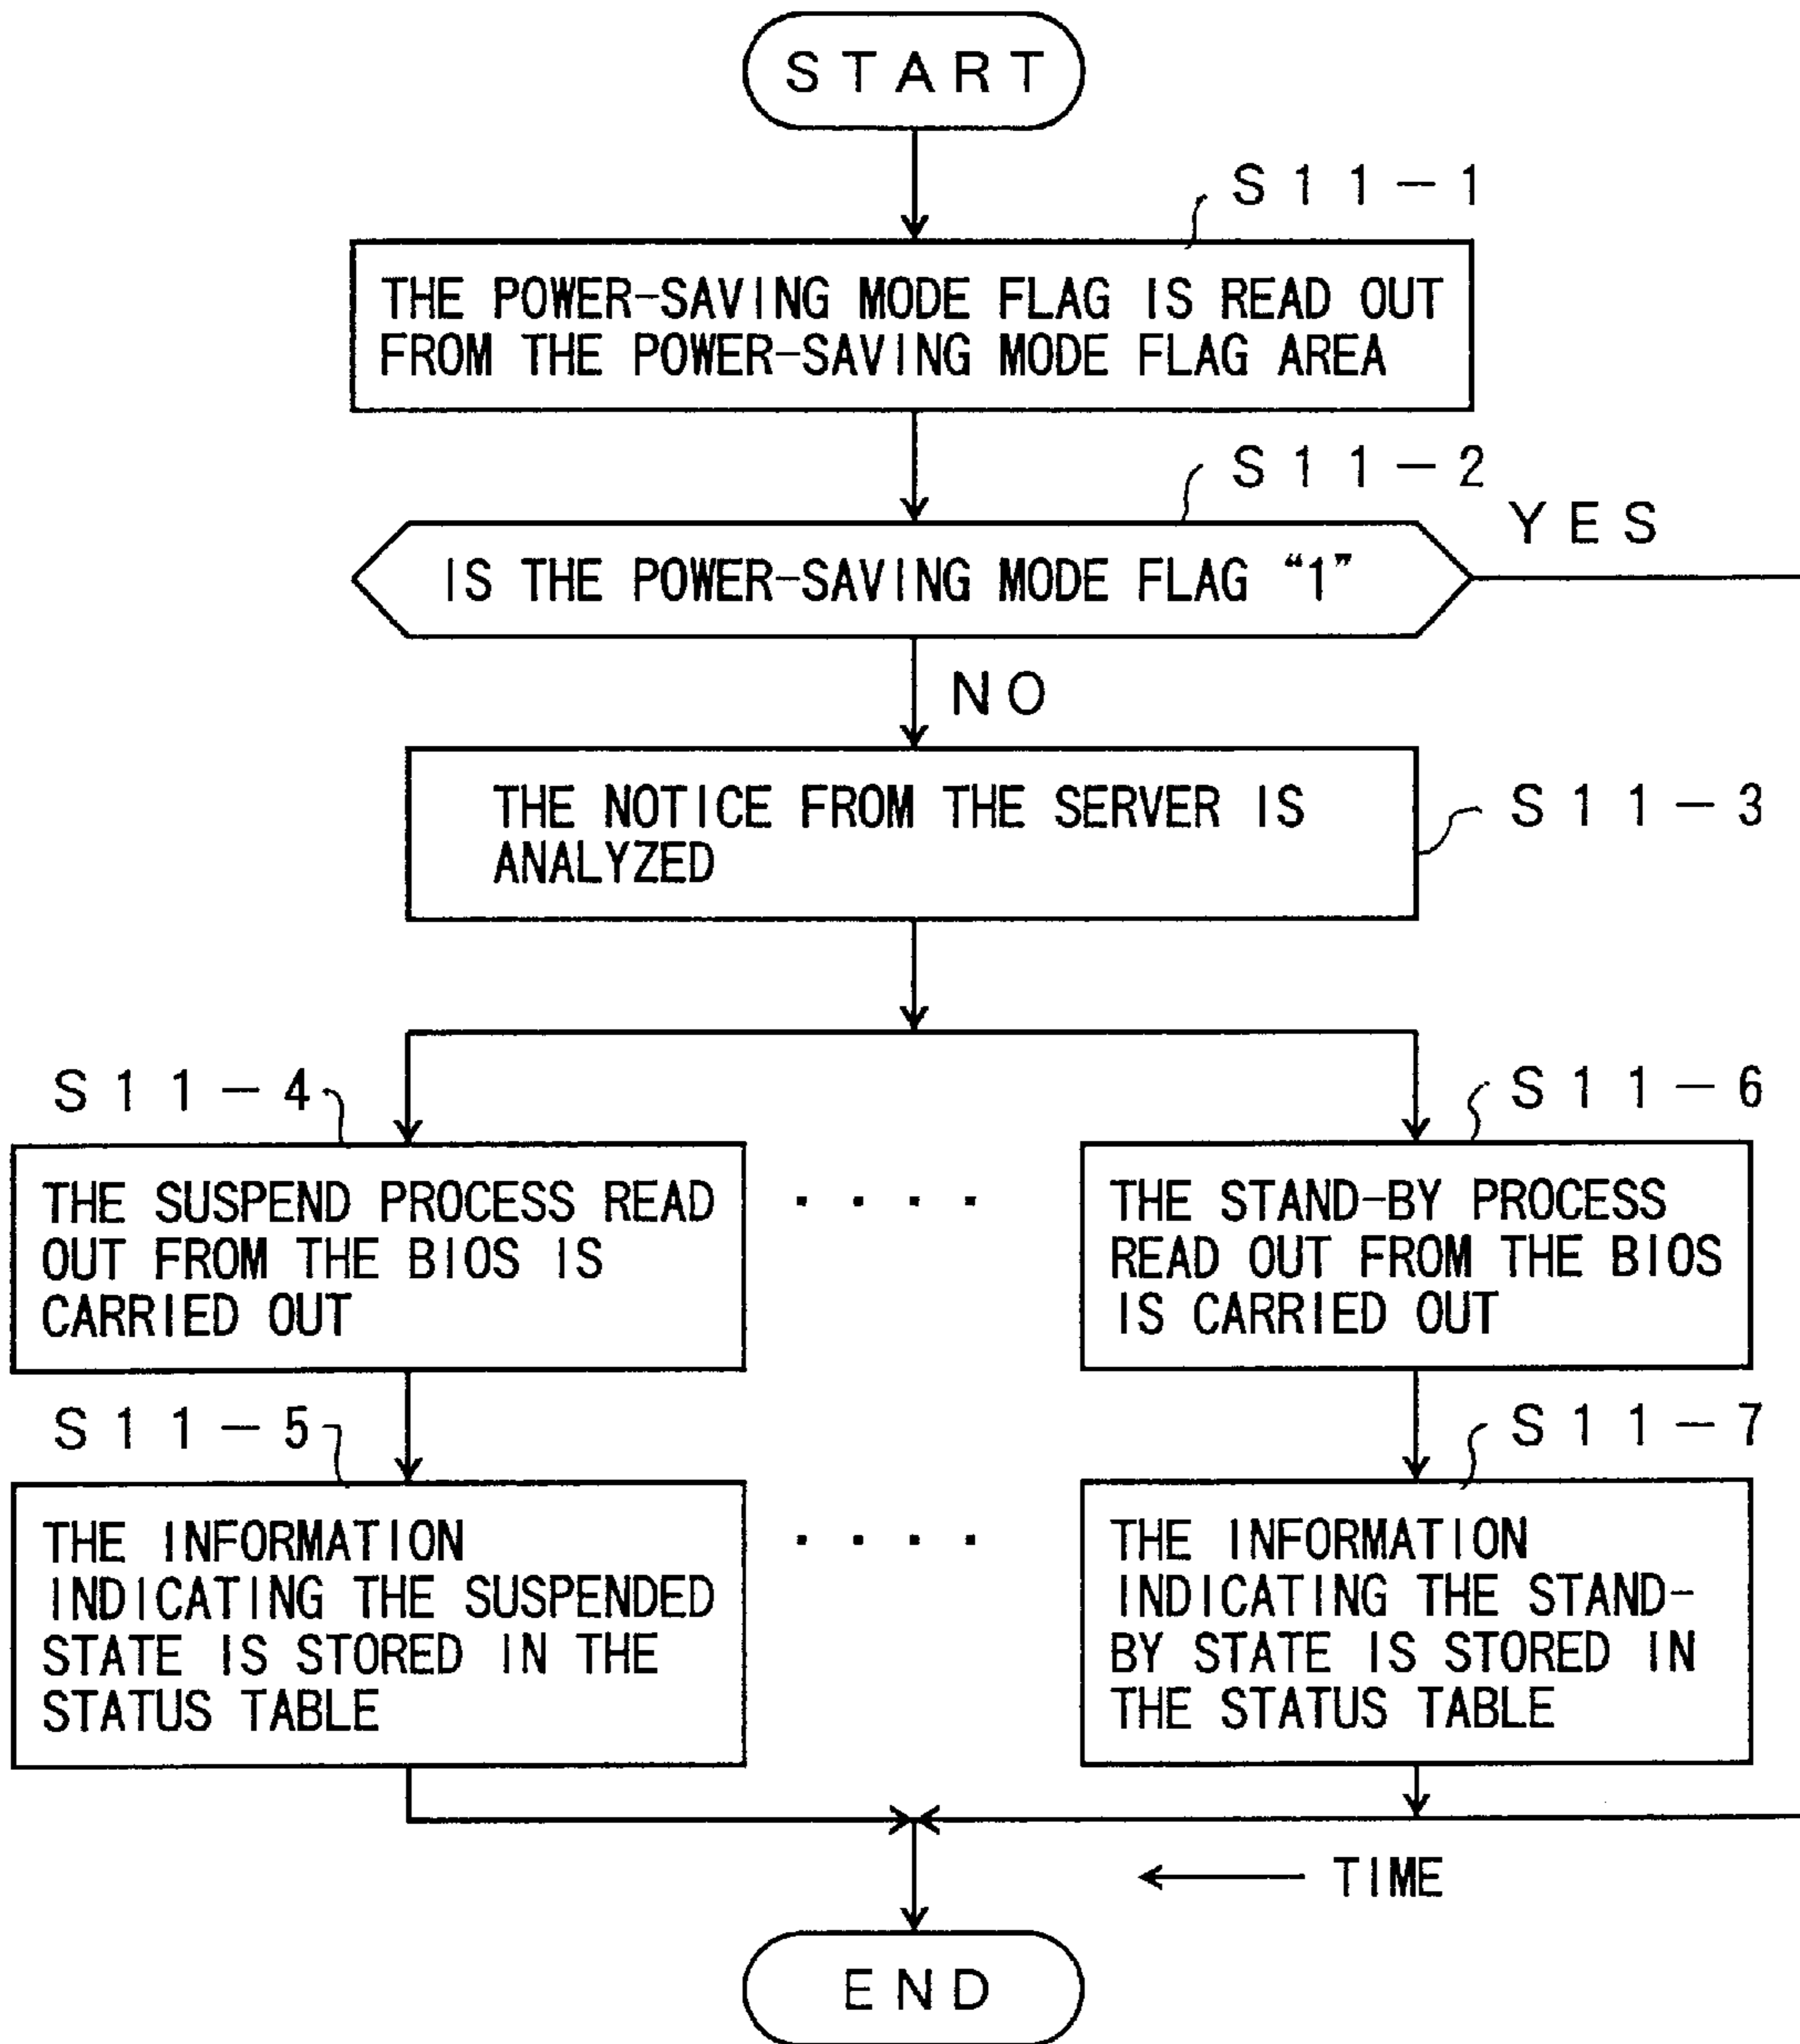 START
S11-1
THE POWER-SAVING MODE FLAG IS READ OUT
FROM THE POWER-SAVING MODE FLAG AREA
S11-2
YES
IS THE POWER-SAVING MODE FLAG “1”
NO
THE NOTICE FROM THE SERVER IS
ANALYZED
S11-3
S11-4
THE SUSPEND PROCESS READ
OUT FROM THE BIOS IS
CARRIED OUT
....
S11-6
THE STAND-BY PROCESS
READ OUT FROM THE BIOS
IS CARRIED OUT
S11-5
THE INFORMATION
INDICATING THE SUSPENDED
STATE IS STORED IN THE
STATUS TABLE
....
S11-7
THE INFORMATION
INDICATING THE STAND-
BY STATE IS STORED IN
THE STATUS TABLE
TIME
END